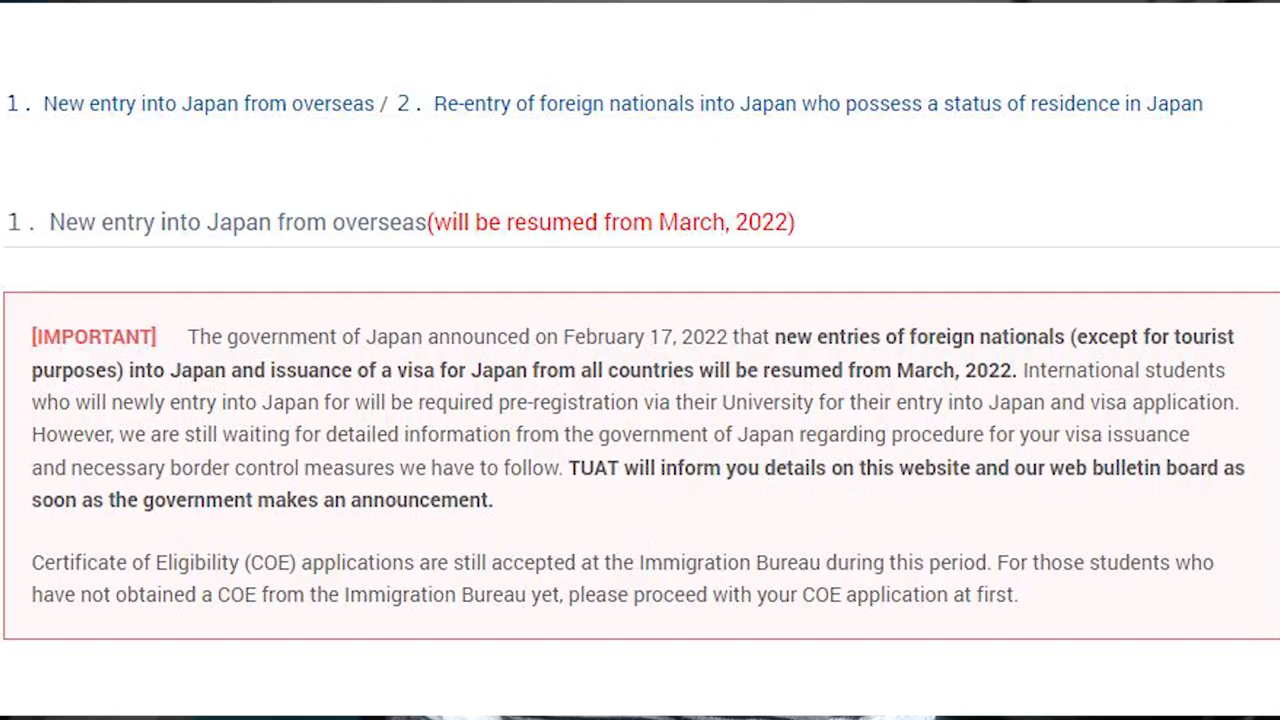 1 .  New entry into Japan from overseas / 2 .  Re-entry of foreign nationals into Japan who possess a status of residence in Japan
1 .  New entry into Japan from overseas(will be resumed from March, 2022)
[IMPORTANT]  The government of Japan announced on February 17, 2022 that new entries of foreign nationals (except for tourist
purposes) into Japan and issuance of a visa for Japan from all countries will be resumed from March, 2022. International students
who will newly entry into Japan for will be required pre-registration via their University for their entry into Japan and visa application.
However, we are still waiting for detailed information from the government of Japan regarding procedure for your visa issuance
and necessary border control measures we have to follow. TUAT will inform you details on this website and our web bulletin board as
soon as the government makes an announcement.
Certificate of Eligibility (COE) applications are still accepted at the Immigration Bureau during this period. For those students who
have not obtained a COE from the Immigration Bureau yet, please proceed with your COE application at first.